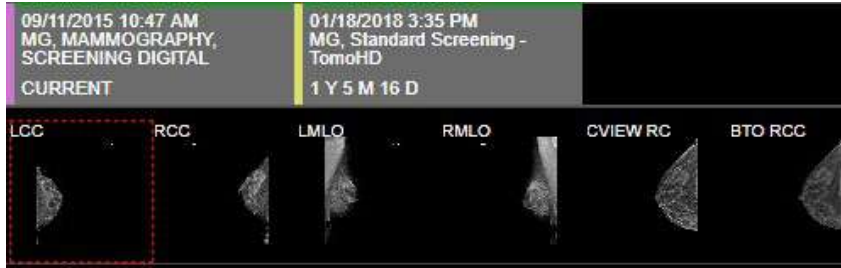 09/11/2015 10:47 AM
MG, MAMMOGRAPHY,
SCREENING DIGITAL
CURRENT
01/18/2018 3:35 PM
MG, Standard Screening -
TomoHD
1 Y 5 M 16 D
LCC RCC LMLO RMLO CVIEW RC BTO RCC